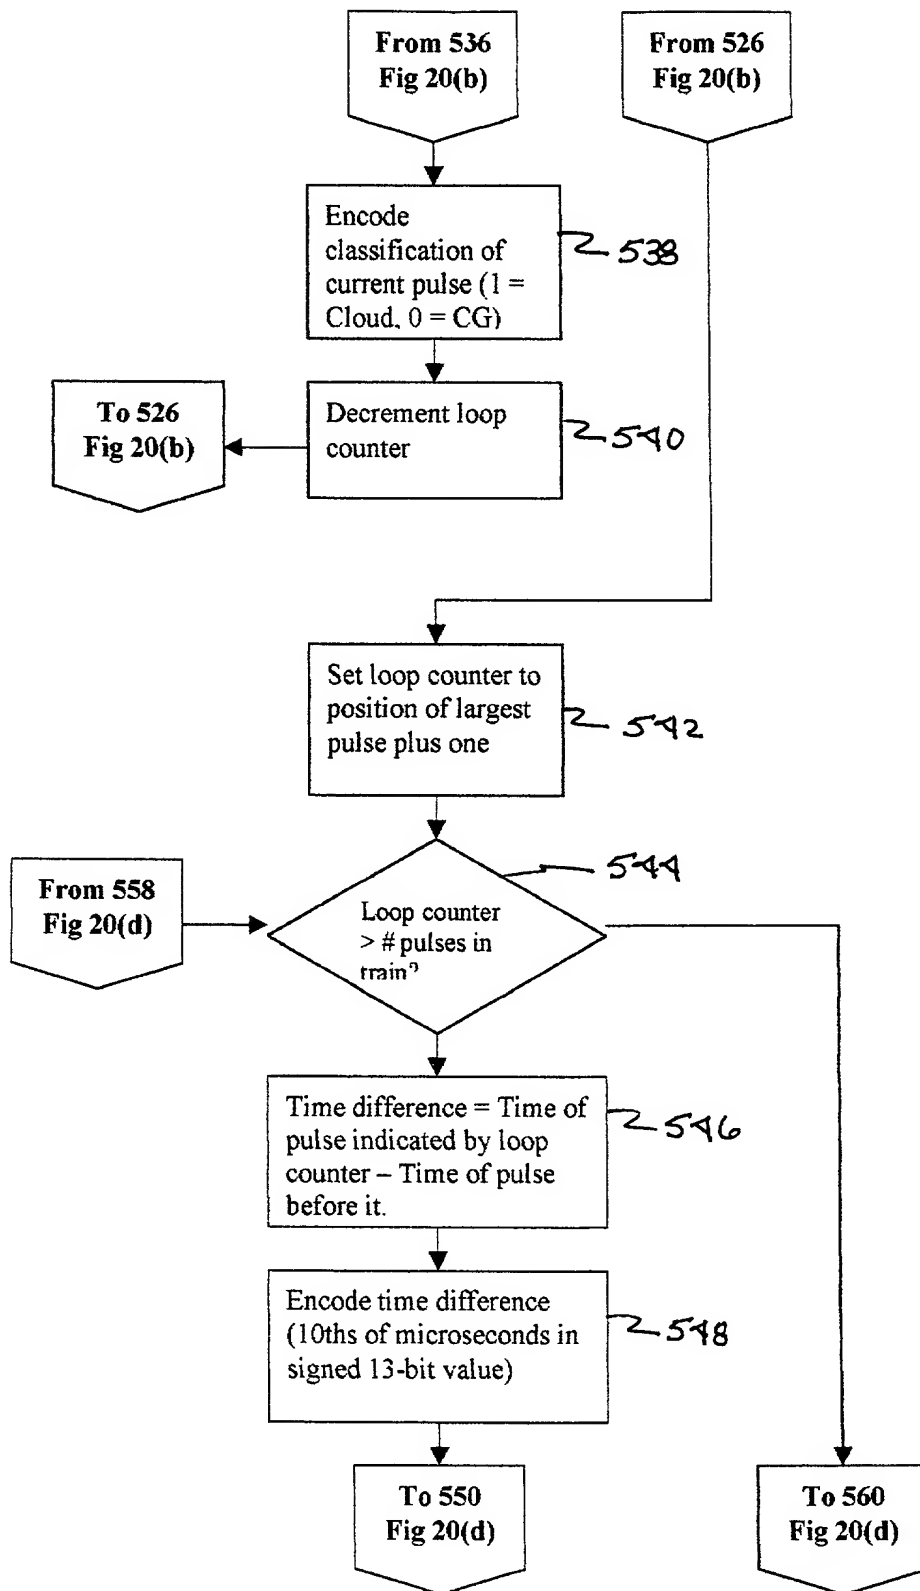 From 536
Fig 20(b)
From 526
Fig 20(b)
Encode
classification of
current pulse (1 =
Cloud, 0 = CG)
538
To 526
Fig 20(b)
Decrement loop
counter
540
Set loop counter to
position of largest
pulse plus one
542
544
From 558
Fig 20(d)
Loop counter
> # pulses in
train?
Time difference = Time of
pulse indicated by loop
counter – Time of pulse
before it.
546
Encode time difference
(10ths of microseconds in
signed 13-bit value)
548
To 550
Fig 20(d)
To 560
Fig 20(d)